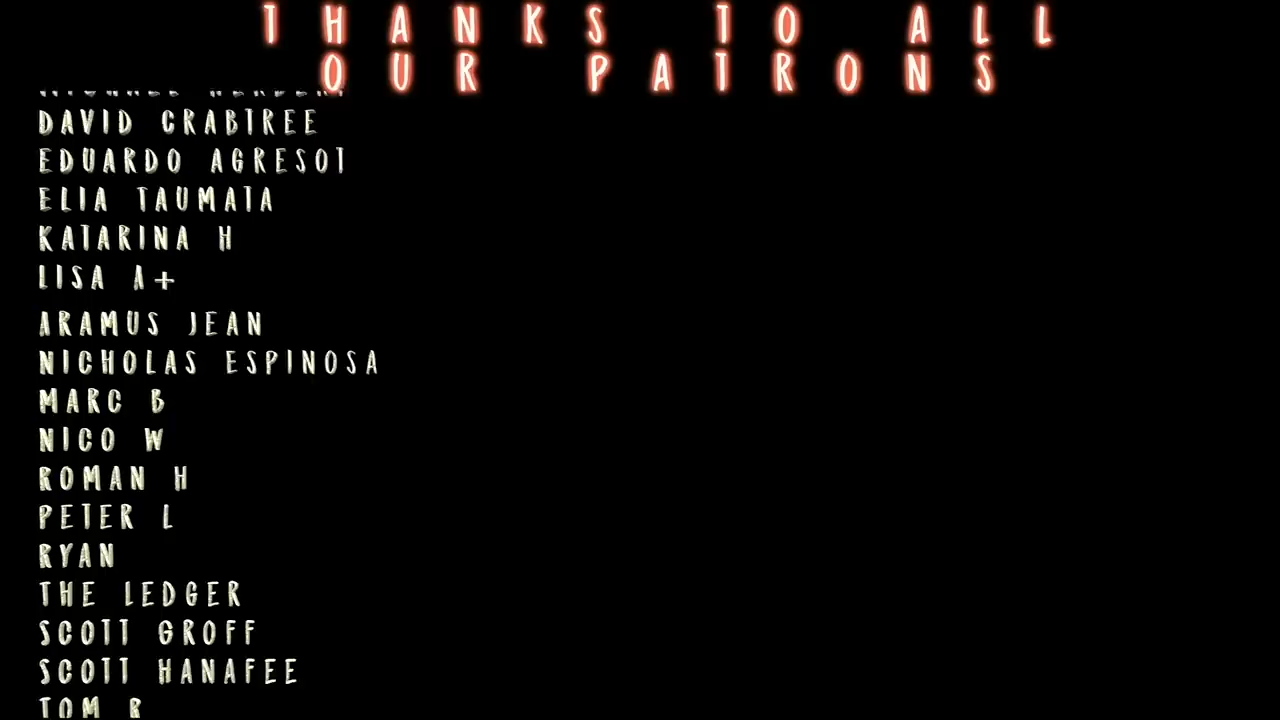 THANKS TO ALL
OUR PATRONS
DAVID CRABTREE
EDUARDO AGRESOT
ELIA TAUMATA
KATARINA H
LISA A+
ARAMUS JEAN
NICHOLAS ESPINOSA
MARC B
NICO W
ROMAN H
PETER L
RYAN
THE LEDGER
SCOTT GROFF
SCOTT HANAFEE
TOM R